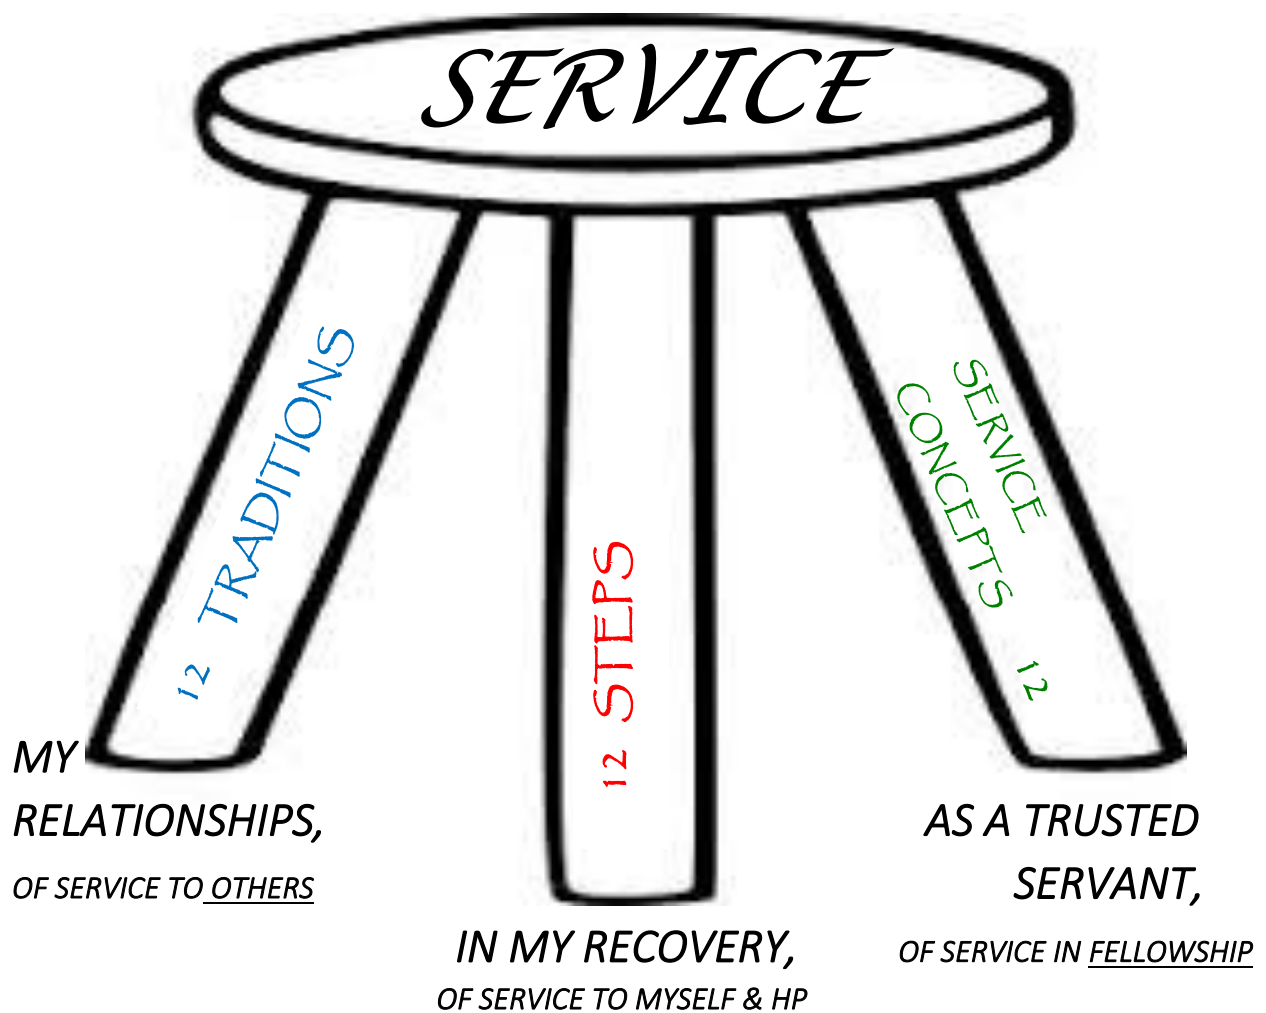 SERVICE
12 TRADITIONS
12 STEPS
SERVICE
CONCEPTS 12
MY
RELATIONSHIPS,
OF SERVICE TO OTHERS
IN MY RECOVERY,
OF SERVICE TO MYSELF & HP
AS A TRUSTED
SERVANT,
OF SERVICE IN FELLOWSHIP